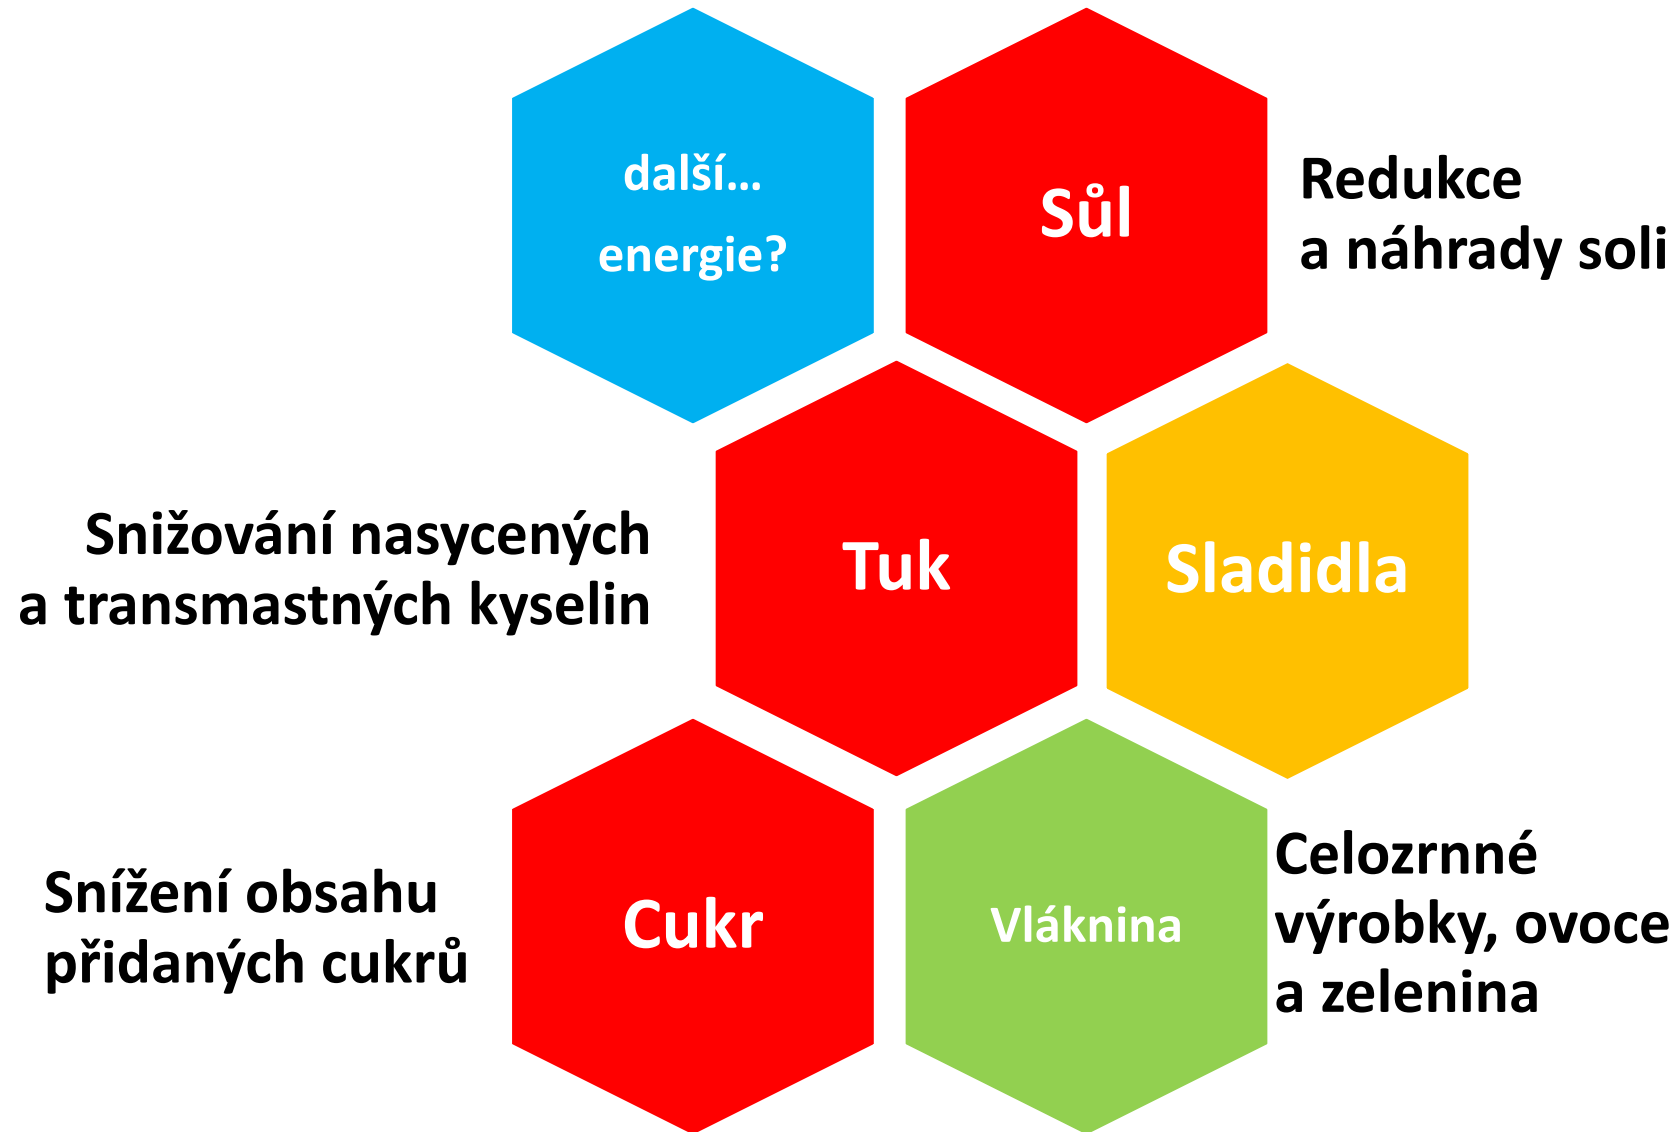 další…
energie?
Sůl
Redukce
a náhrady soli
Snižování nasycených
a transmastných kyselin
Tuk
Sladidla
Snížení obsahu
přidaných cukrů
Cukr
Vláknina
Celozrnné
výrobky, ovoce
a zelenina